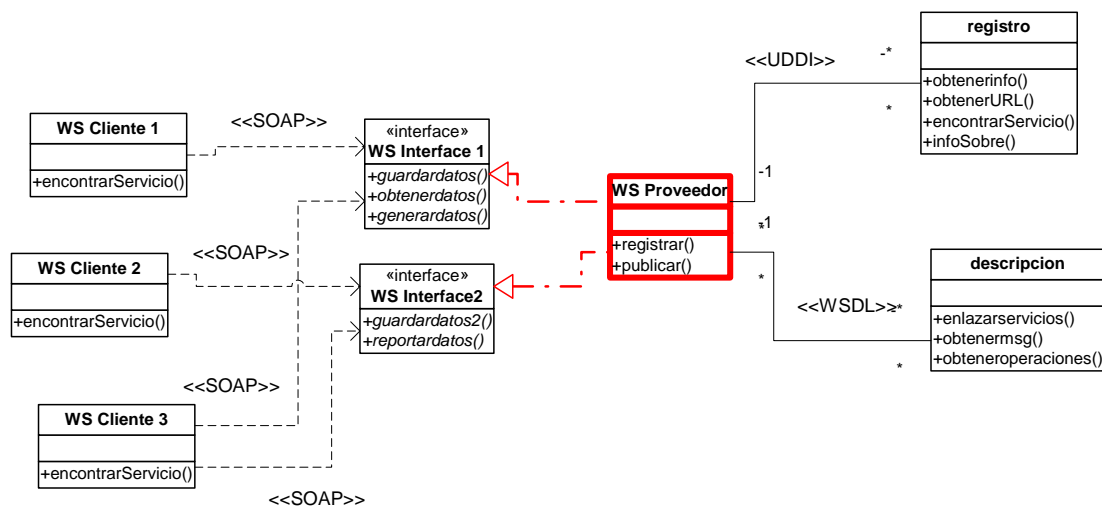 registro
+obtenerinfo()
+obtenerURL()
+encontrarServicio()
+infoSobre()
<<UDDI>>
-*
*
WS Cliente 1
+encontrarServicio()
<<SOAP>>
«interface»
WS Interface 1
+guardardatos()
+obtenerdatos()
+generardatos()
WS Proveedor
+registrar()
+publicar()
-1
-1
*
*
<<SOAP>>
WS Cliente 2
+encontrarServicio()
«interface»
WS Interface2
+guardardatos2()
+reportardatos()
descripcion
+enlazarservicios()
+obtenermsg()
+obteneroperaciones()
<<WSDL>>
-*
*
<<SOAP>>
WS Cliente 3
+encontrarServicio()
<<SOAP>>